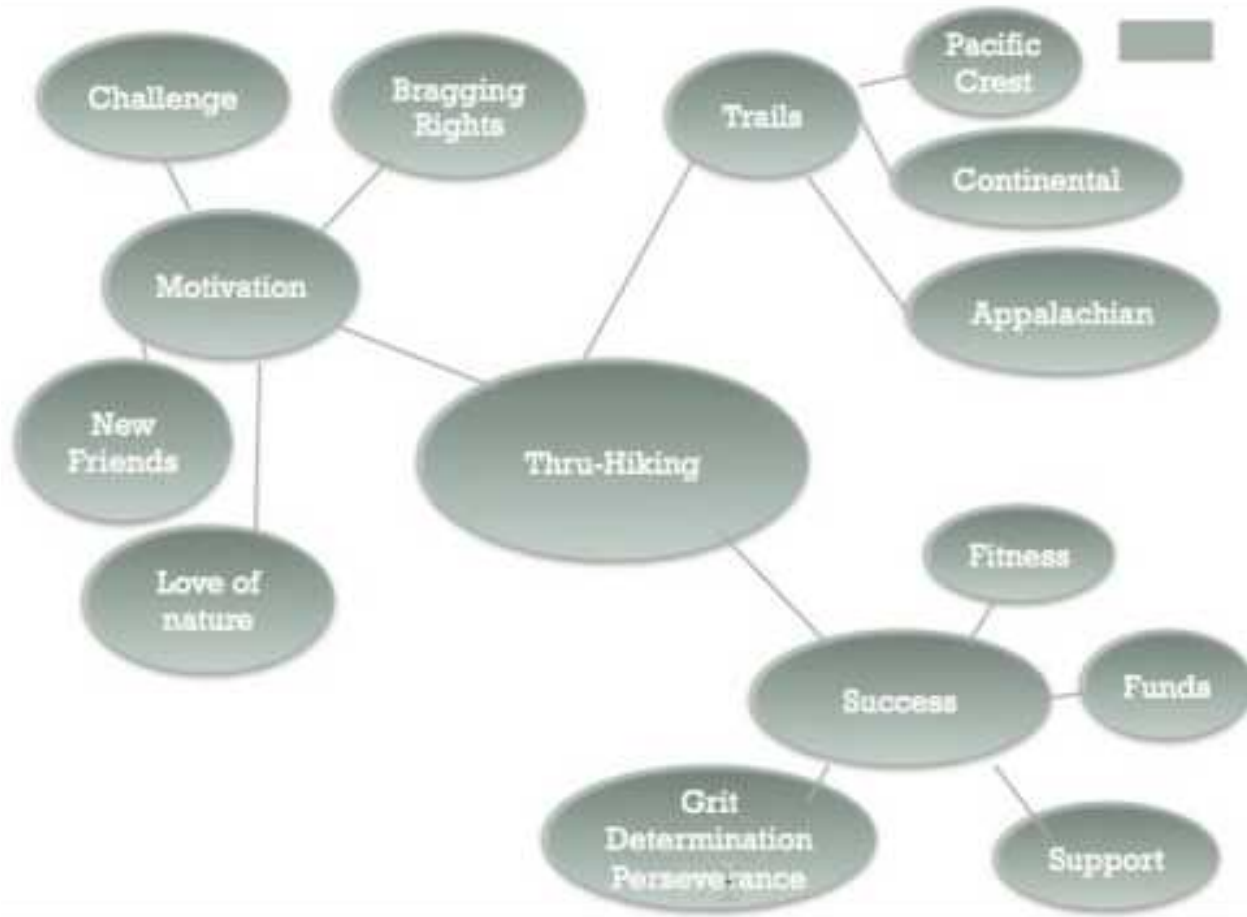 Challenge
Bragging
Rights
Motivation
New
Friends
Love of
nature
Trails
Pacific
Crest
Continental
Appalachian
Thru-Hiking
Success
Fitness
Funds
Support
Grit
Determination
Perseverance